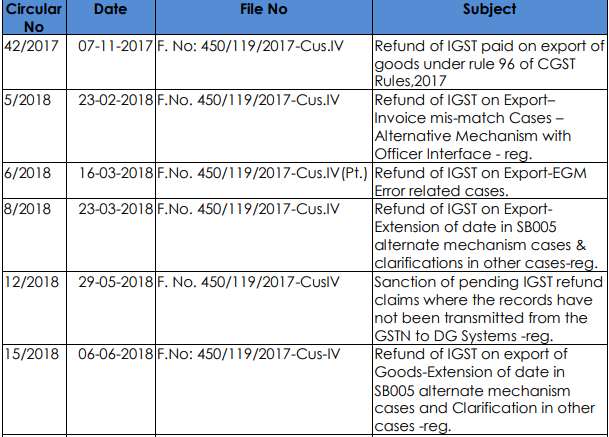 Circular No Date File No Subject
42/2017 07-11-2017 F. No: 450/119/2017-Cus.IV Refund of IGST paid on export of
goods under rule 96 of CGST
Rules,2017
5/2018 23-02-2018 F.No. 450/119/2017-Cus.IV Refund of IGST on Export–
Invoice mis-match Cases –
Alternative Mechanism with
Officer Interface - reg.
6/2018 16-03-2018 F.No. 450/119/2017-Cus.IV(Pt.) Refund of IGST on Export-EGM
Error related cases.
8/2018 23-03-2018 F.No. 450/119/2017-Cus.IV Refund of IGST on Export-
Extension of date in SB005
alternate mechanism cases &
clarifications in other cases-reg.
12/2018 29-05-2018 F. No. 450/119/2017-CusIV Sanction of pending IGST refund
claims where the records have
not been transmitted from the
GSTN to DG Systems -reg.
15/2018 06-06-2018 F.No: 450/119/2017-Cus-IV Refund of IGST on export of
Goods-Extension of date in
SB005 alternate mechanism
cases and Clarification in other
cases -reg.